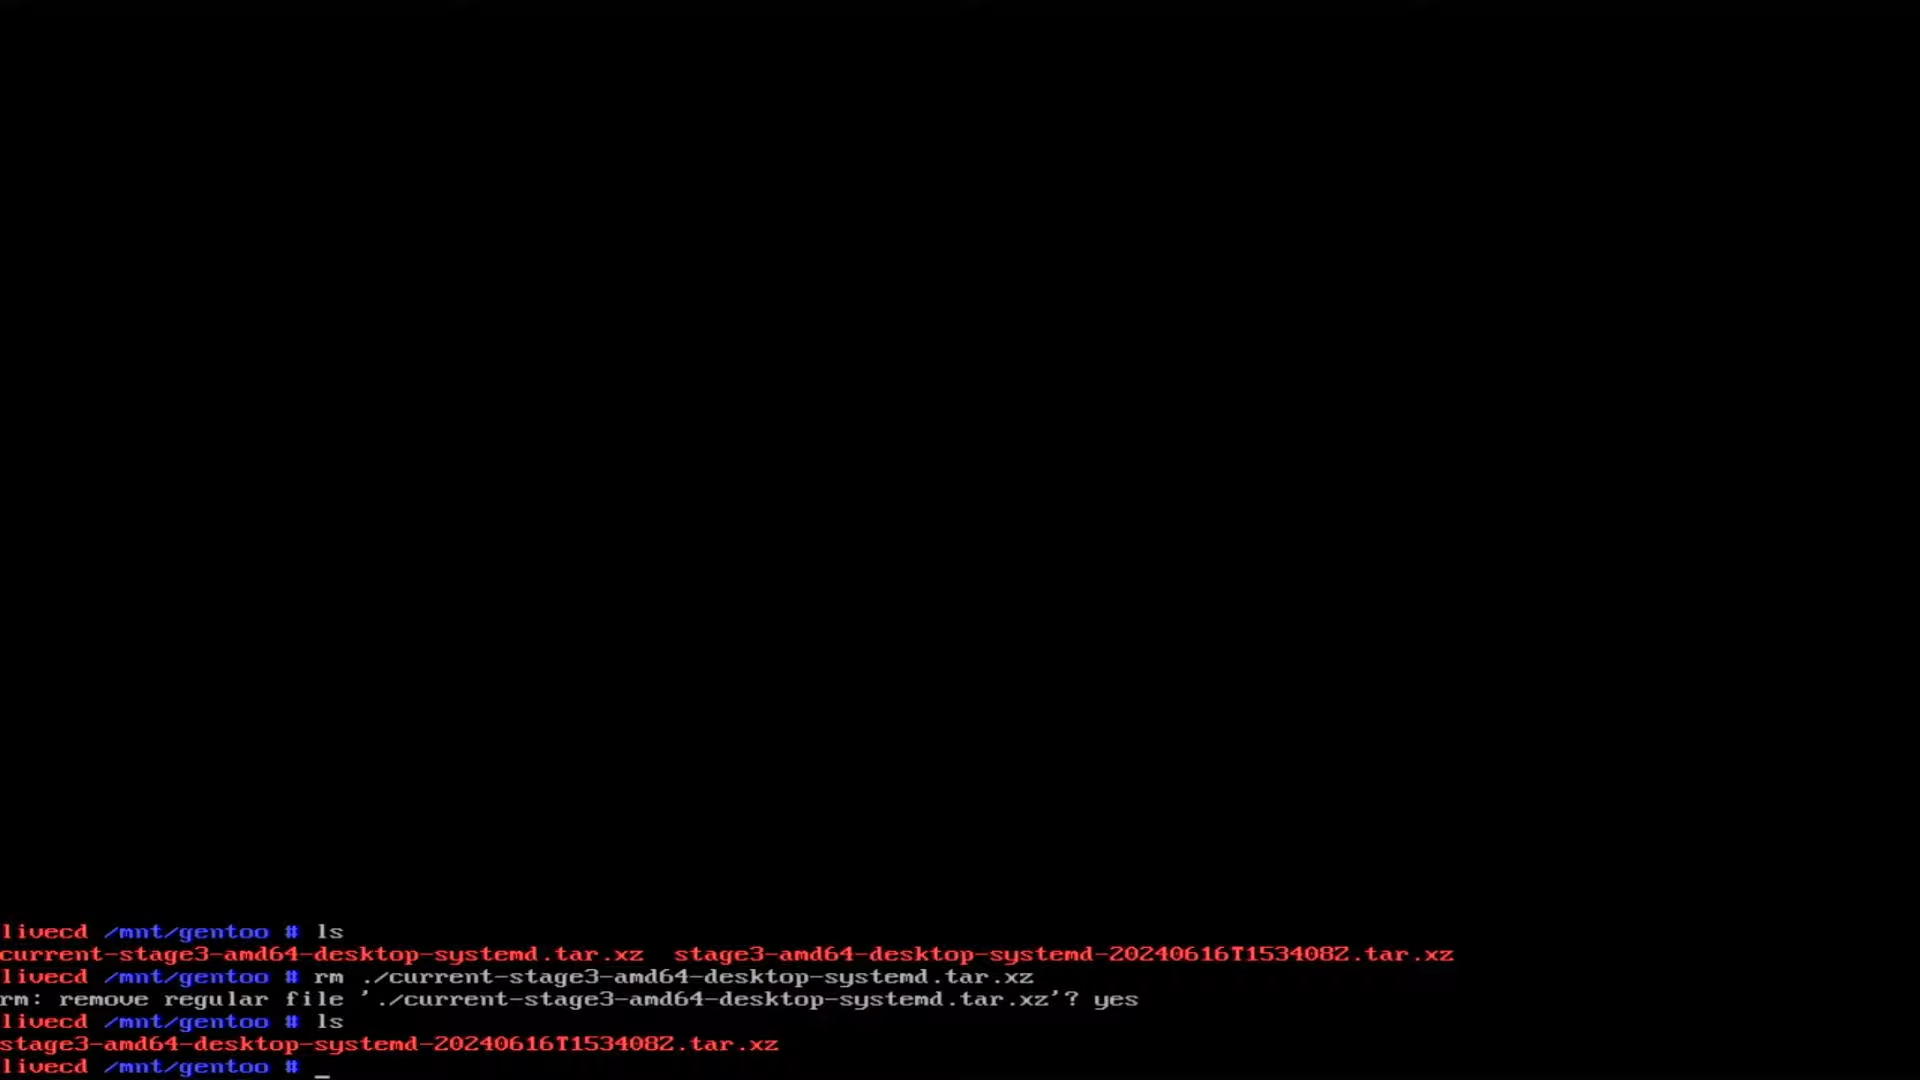 livecd /mnt/gentoo # ls
current-stage3-amd64-desktop-systemd.tar.xz  stage3-amd64-desktop-systemd-20240616T153408Z.tar.xz
livecd /mnt/gentoo # rm ./current-stage3-amd64-desktop-systemd.tar.xz
rm: remove regular file './current-stage3-amd64-desktop-systemd.tar.xz'? yes
livecd /mnt/gentoo # ls
stage3-amd64-desktop-systemd-20240616T153408Z.tar.xz
livecd /mnt/gentoo # _